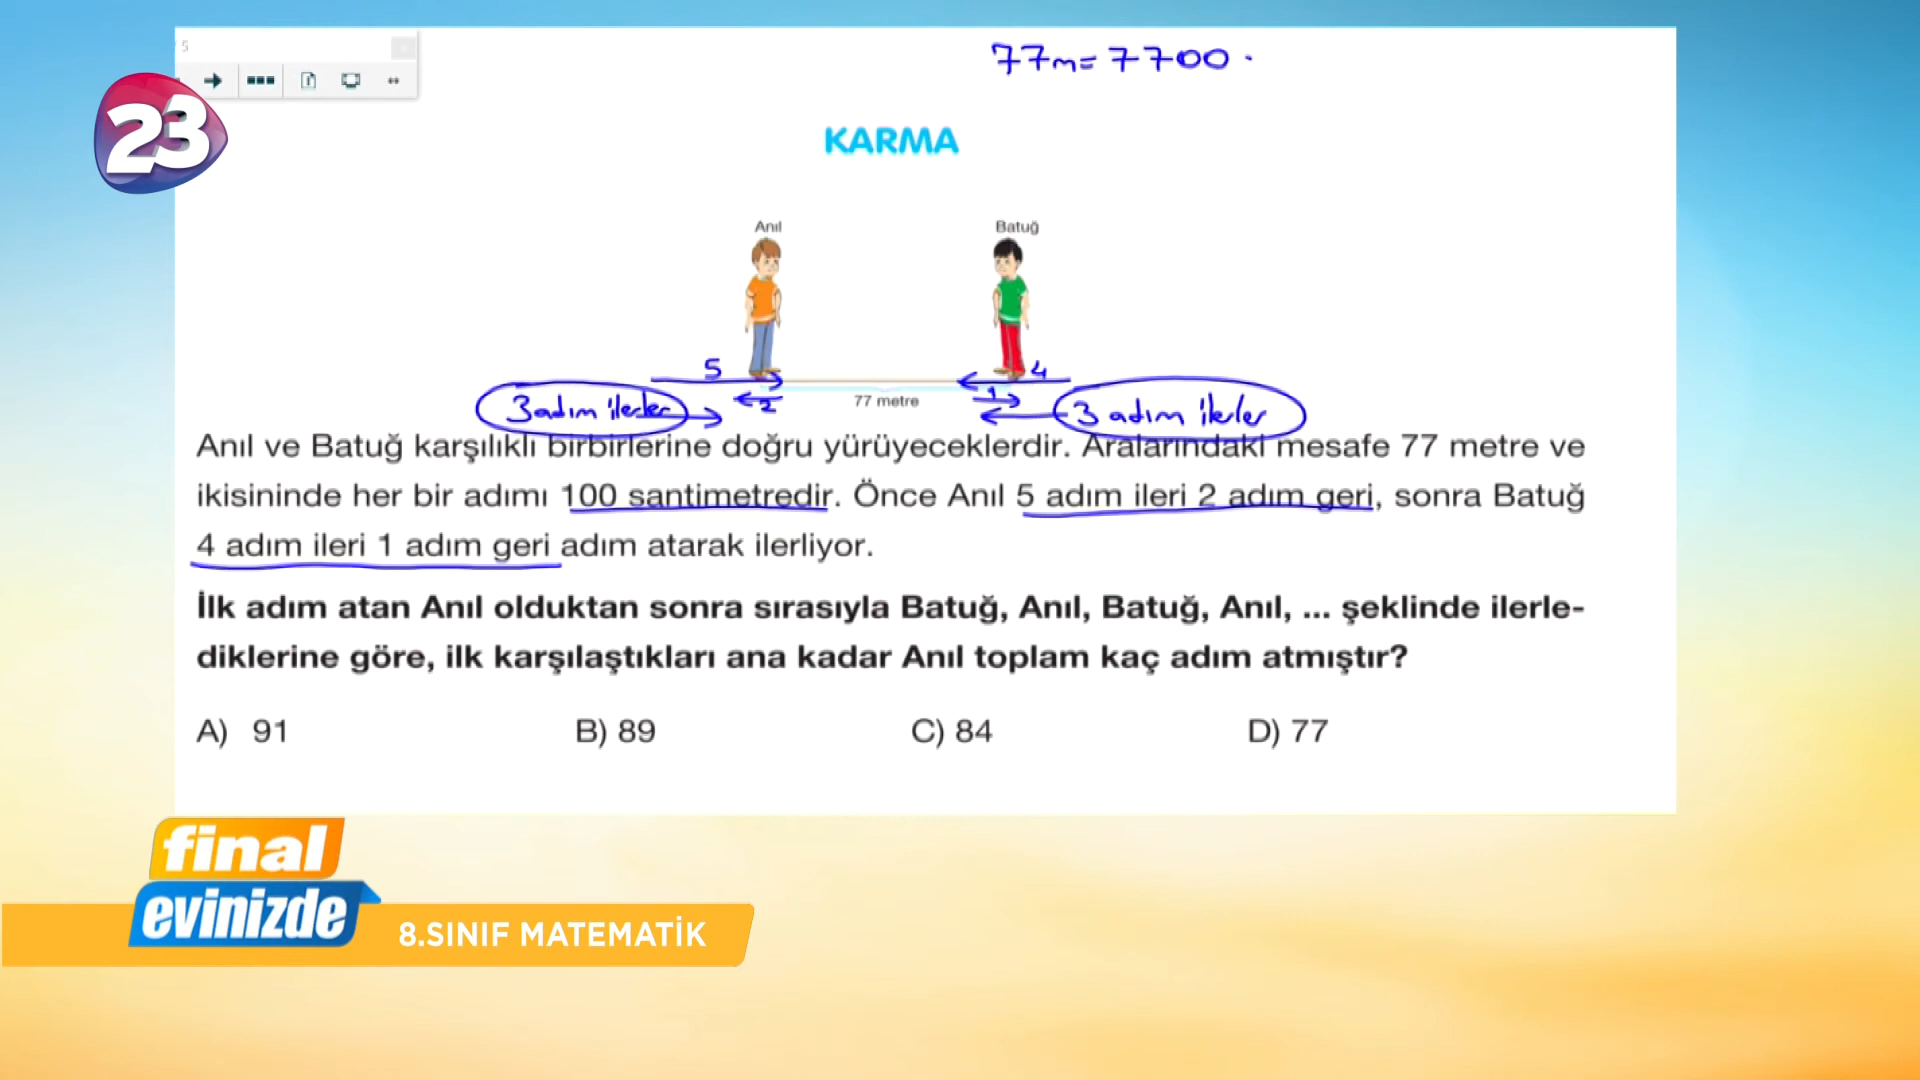 5
77m = 7700
23
KARMA
Anıl
Batuğ
5
4
2
1
77 metre
3 adım ilerler
3 adım ilerler
Anıl ve Batuğ karşılıklı birbirlerine doğru yürüyeceklerdir. Aralarındaki mesafe 77 metre ve
ikisininde her bir adımı 100 santimetredir. Önce Anıl 5 adım ileri 2 adım geri, sonra Batuğ
4 adım ileri 1 adım geri adım atarak ilerliyor.
İlk adım atan Anıl olduktan sonra sırasıyla Batuğ, Anıl, Batuğ, Anıl, ... şeklinde ilerle-
diklerine göre, ilk karşılaştıkları ana kadar Anıl toplam kaç adım atmıştır?
A) 91
B) 89
C) 84
D) 77
final
evinizde
8.SINIF MATEMATİK